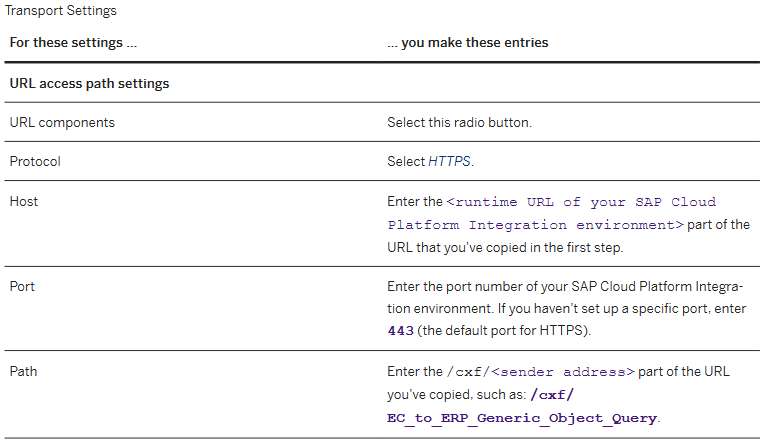 Transport Settings
For these settings ... ... you make these entries
URL access path settings
URL components Select this radio button.
Protocol Select HTTPS.
Host Enter the <runtime URL of your SAP Cloud
Platform Integration environment> part of the
URL that you've copied in the first step.
Port Enter the port number of your SAP Cloud Platform Integra-
tion environment. If you haven't set up a specific port, enter
443 (the default port for HTTPS).
Path Enter the /cxf/<sender address> part of the URL
you've copied, such as: /cxf/
EC_to_ERP_Generic_Object_Query.